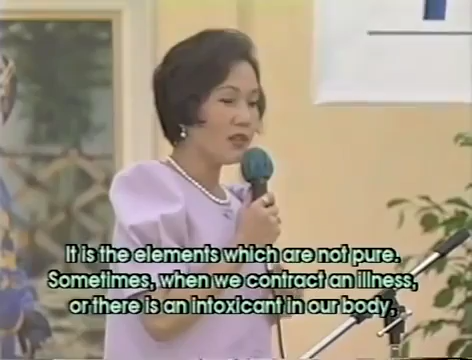 It is the elements which are not pure.
Sometimes, when we contract an illness,
or there is an intoxicant in our body,